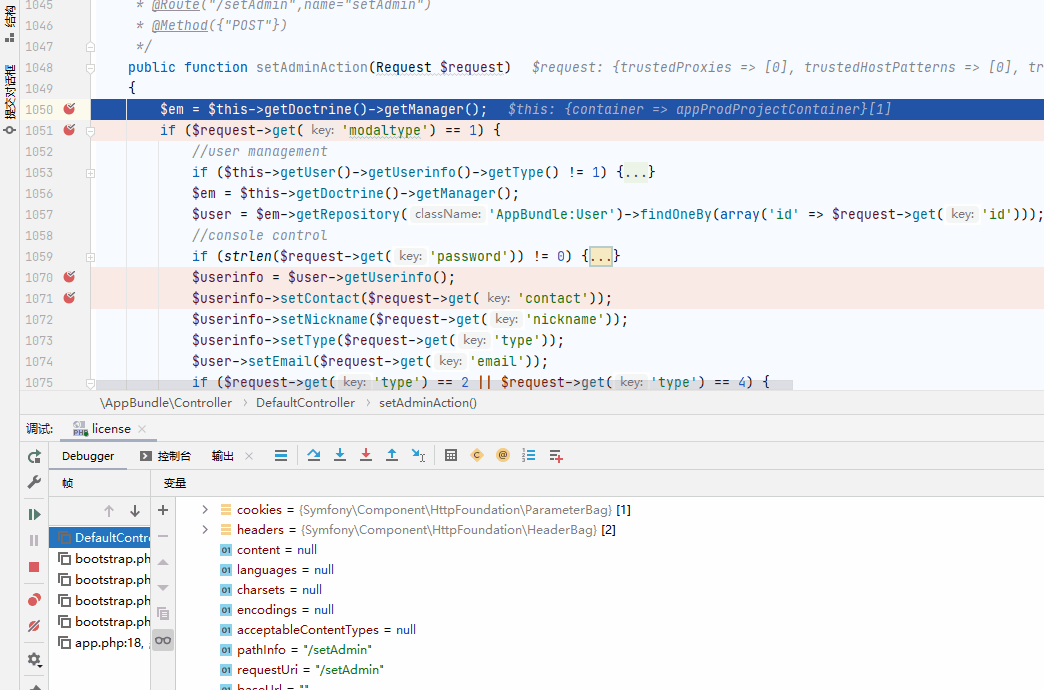 结构
提交对话框
1045 * @Route("/setAdmin",name="setAdmin")
1046 * @Method({"POST"})
1047 */
1048 public function setAdminAction(Request $request) $request: {trustedProxies => [0], trustedHostPatterns => [0], tr
1049 {
1050 $em = $this->getDoctrine()->getManager(); $this: {container => appProdProjectContainer}[1]
1051 if ($request->get( key: 'modaltype') == 1) {
1052 //user management
1053 if ($this->getUser()->getUserinfo()->getType() != 1) {...}
1056 $em = $this->getDoctrine()->getManager();
1057 $user = $em->getRepository( className: 'AppBundle:User')->findOneBy(array('id' => $request->get( key: 'id')));
1058 //console control
1059 if (strlen($request->get( key: 'password')) != 0) {...}
1070 $userinfo = $user->getUserinfo();
1071 $userinfo->setContact($request->get( key: 'contact'));
1072 $userinfo->setNickname($request->get( key: 'nickname'));
1073 $userinfo->setType($request->get( key: 'type'));
1074 $user->setEmail($request->get( key: 'email'));
1075 if ($request->get( key: 'type') == 2 || $request->get( key: 'type') == 4) {
\AppBundle\Controller › DefaultController › setAdminAction()
调试: license ×
Debugger 控制台 输出 ×
帧 变量
cookies = {Symfony\Component\HttpFoundation\ParameterBag} [1]
headers = {Symfony\Component\HttpFoundation\HeaderBag} [2]
DefaultContro
content = null
bootstrap.ph
languages = null
bootstrap.ph
charsets = null
bootstrap.ph
encodings = null
bootstrap.ph
acceptableContentTypes = null
app.php:18,
pathInfo = "/setAdmin"
requestUri = "/setAdmin"
baseUrl = ""